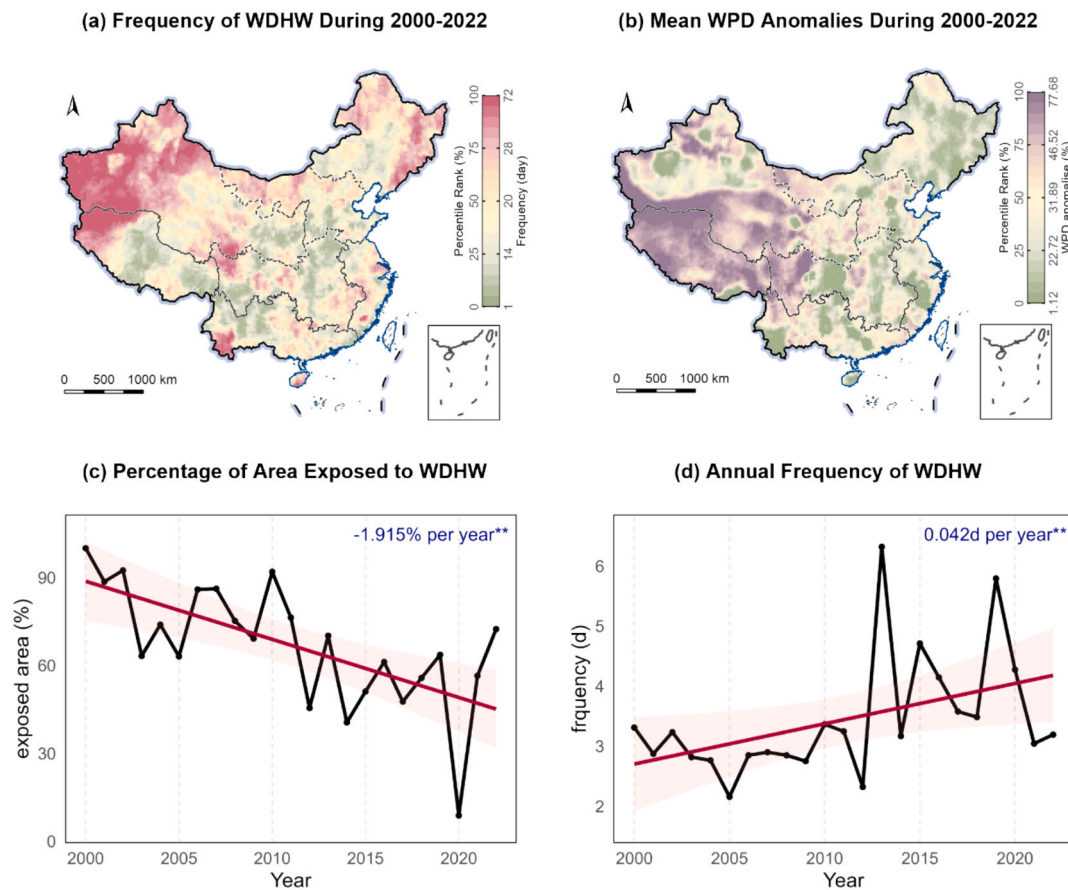 (a) Frequency of WDHW During 2000-2022
(b) Mean WPD Anomalies During 2000-2022
100
75
50
25
0
Percentile Rank (%)
72
28
20
14
1
Frequency (day)
0 500 1000 km
100
75
50
25
0
Percentile Rank (%)
77.68
46.52
31.89
22.72
1.12
WPD anomalise (%)
0 500 1000 km
(c) Percentage of Area Exposed to WDHW
(d) Annual Frequency of WDHW
-1.915% per year**
90
60
30
0
exposed area (%)
2000 2005 2010 2015 2020
Year
0.042d per year**
6
5
4
3
2
frquency (d)
2000 2005 2010 2015 2020
Year